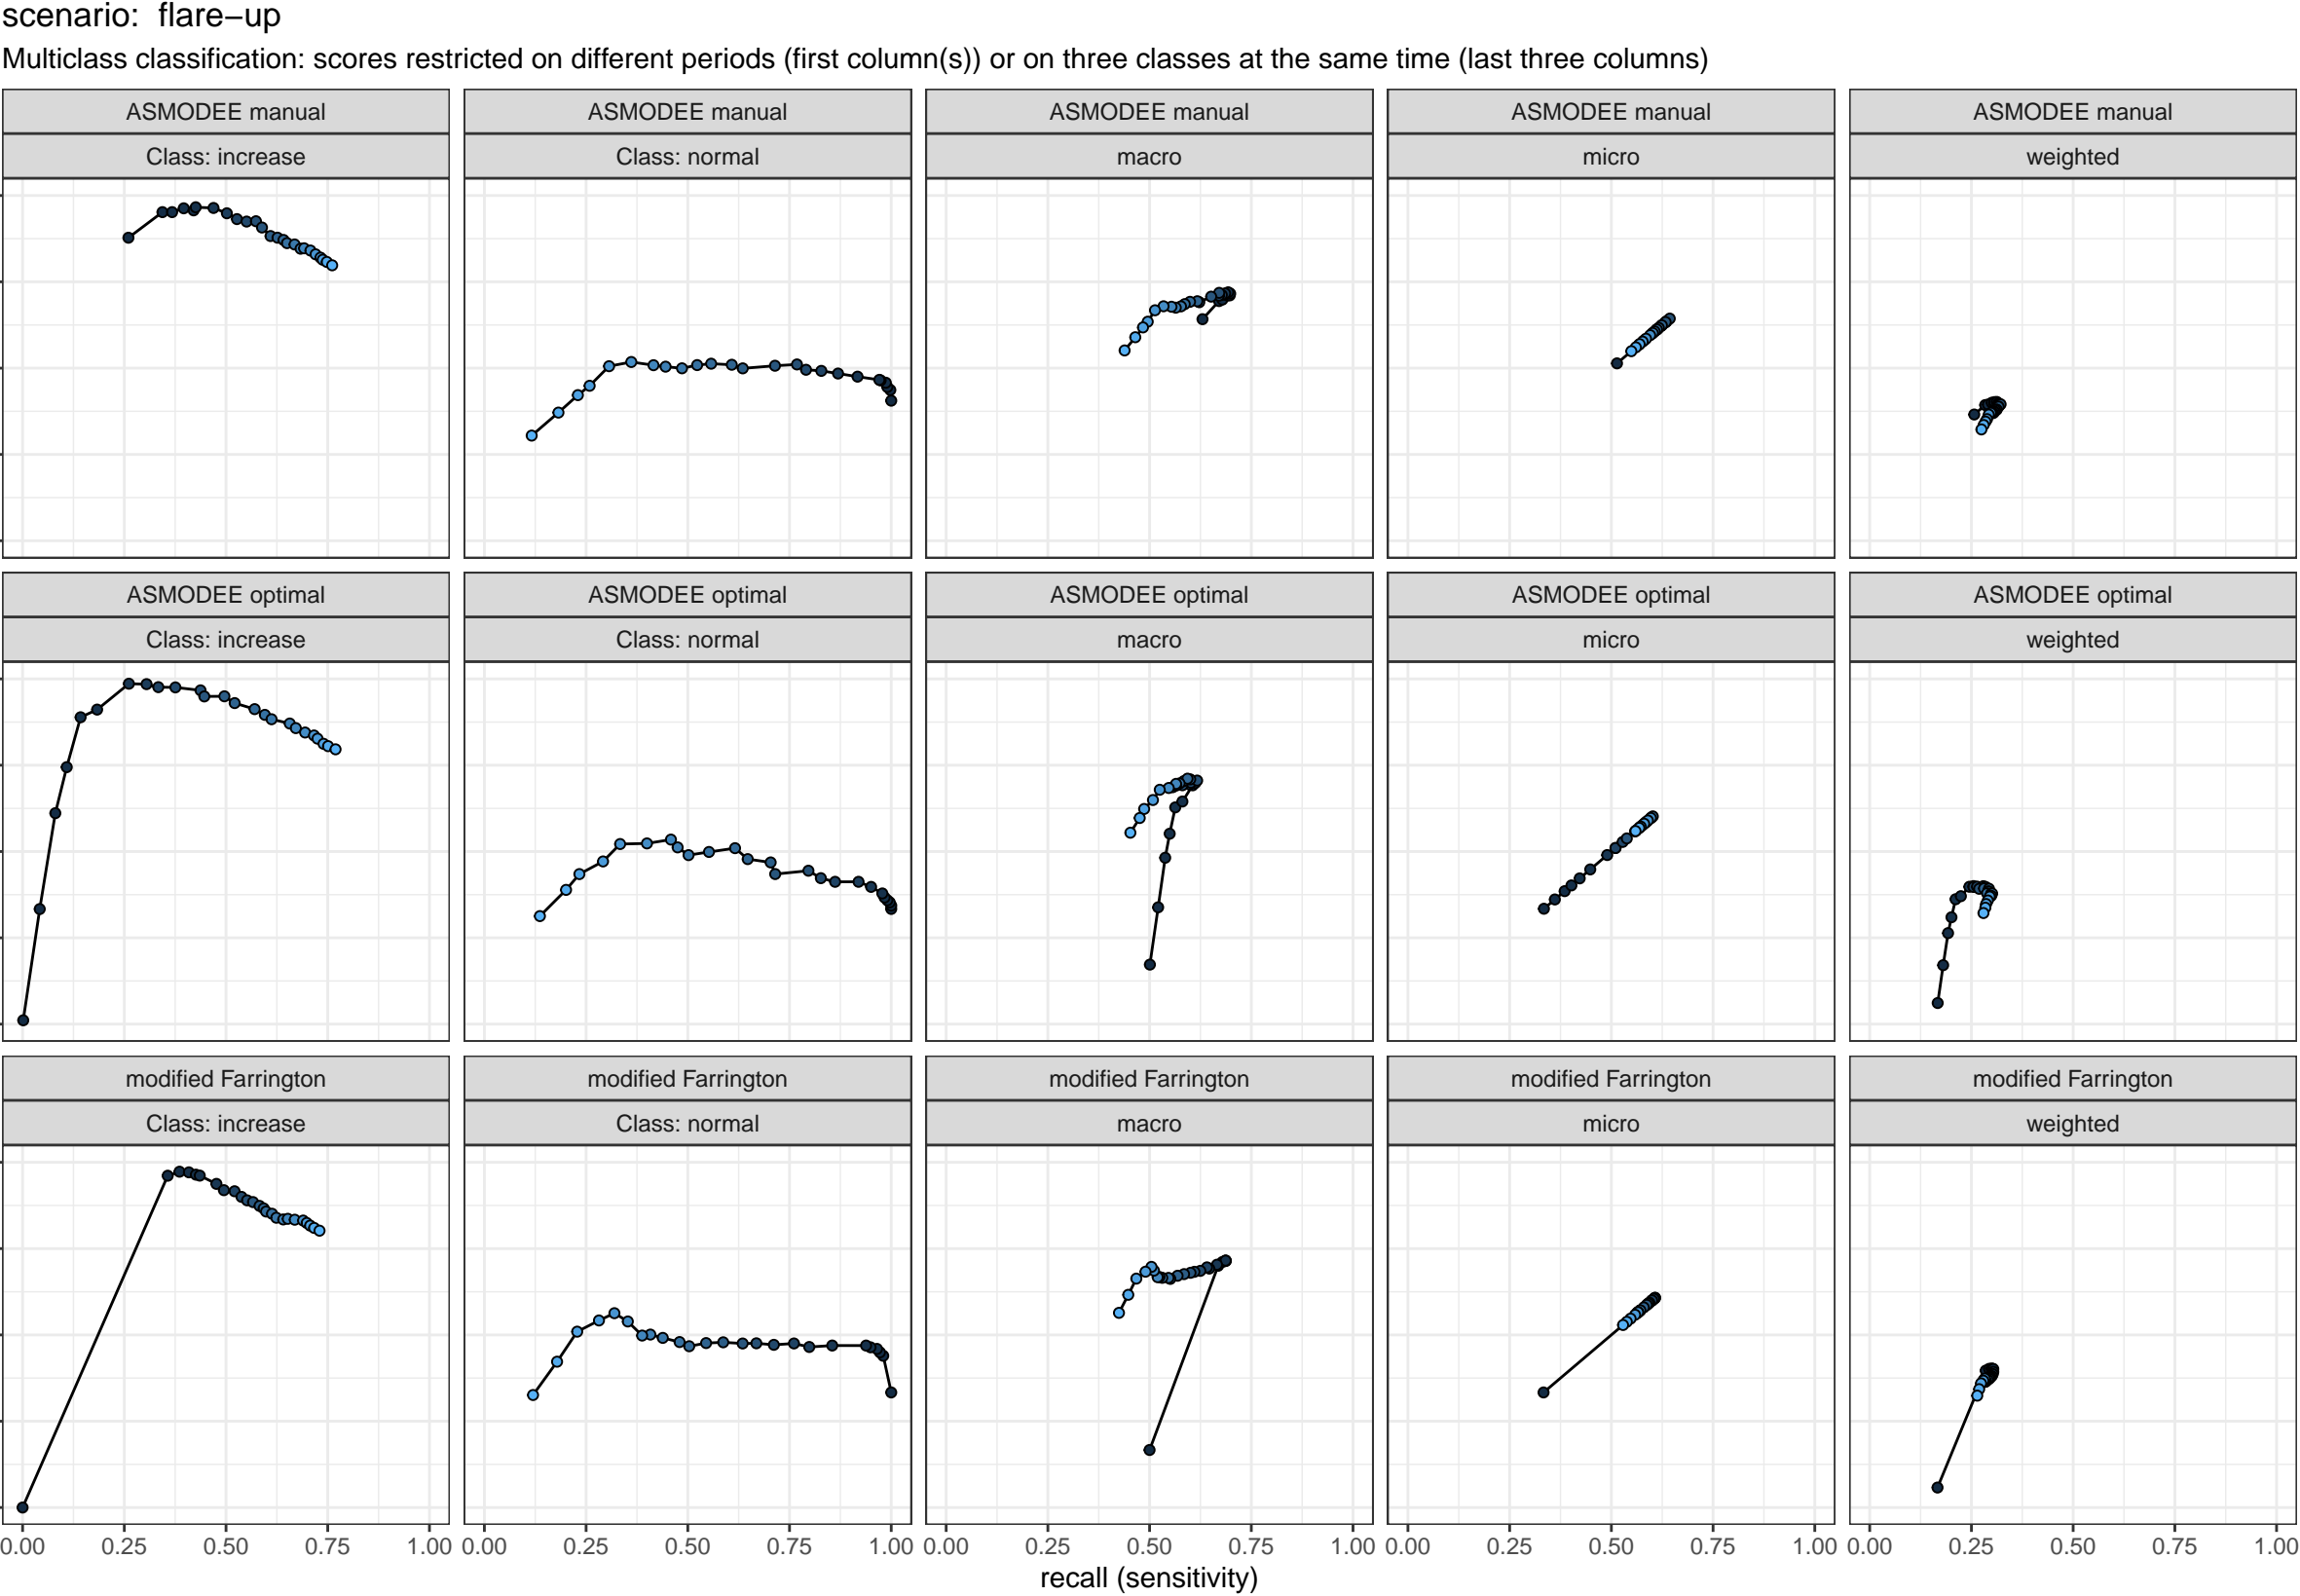 scenario:  flare−up
Multiclass classification: scores restricted on different periods (first column(s)) or on three classes at the same time (last three columns)
ASMODEE manual ASMODEE manual ASMODEE manual ASMODEE manual ASMODEE manual
Class: increase Class: normal macro micro weighted
ASMODEE optimal ASMODEE optimal ASMODEE optimal ASMODEE optimal ASMODEE optimal
Class: increase Class: normal macro micro weighted
modified Farrington modified Farrington modified Farrington modified Farrington modified Farrington
Class: increase Class: normal macro micro weighted
0.00 0.25 0.50 0.75 1.00 0.00 0.25 0.50 0.75 1.00 0.00 0.25 0.50 0.75 1.00 0.00 0.25 0.50 0.75 1.00 0.00 0.25 0.50 0.75 1.00
recall (sensitivity)